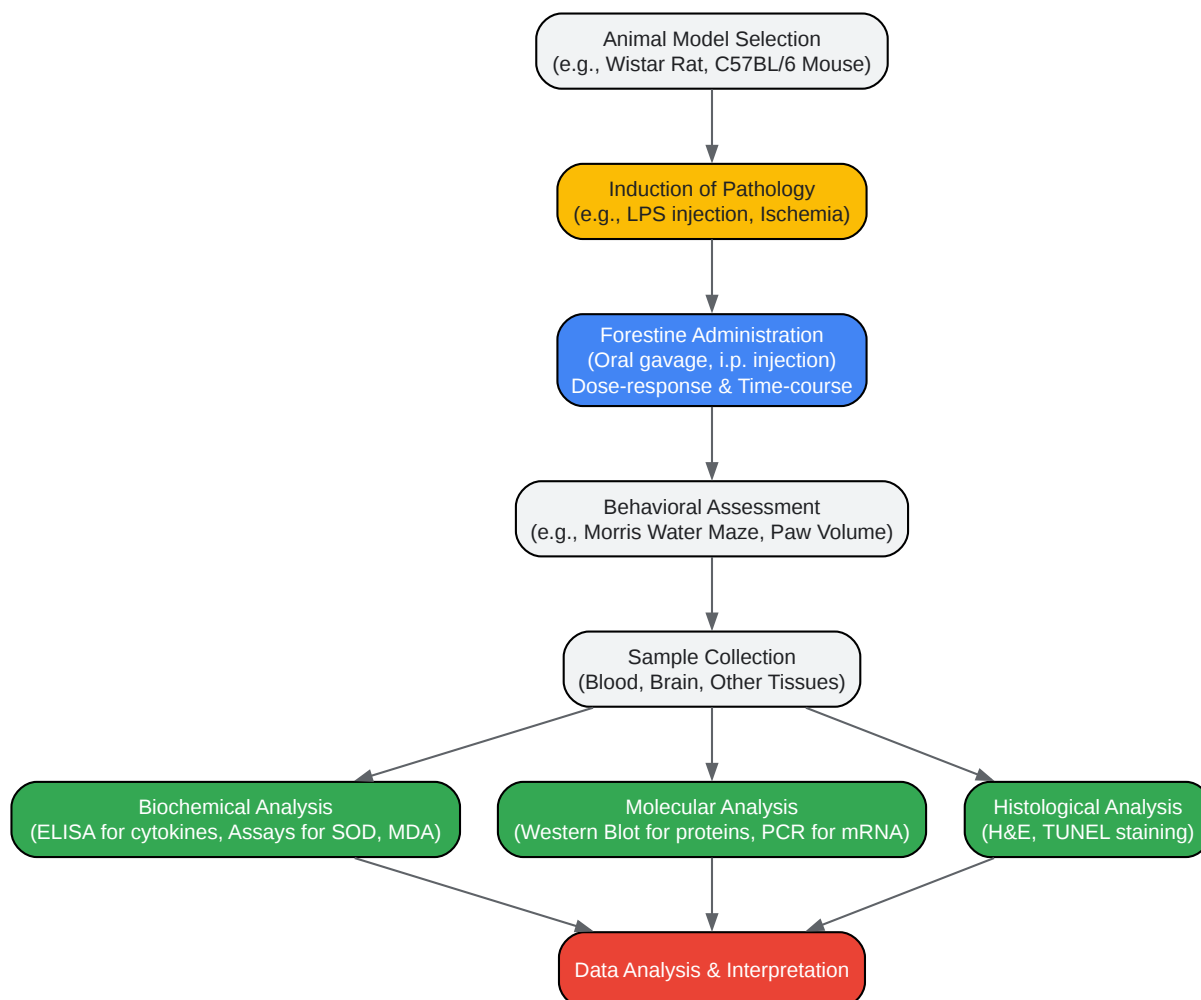 Animal Model Selection
(e.g., Wistar Rat, C57BL/6 Mouse)
Induction of Pathology
(e.g., LPS injection, Ischemia)
Forestine Administration
(Oral gavage, i.p. injection)
Dose-response & Time-course
Behavioral Assessment
(e.g., Morris Water Maze, Paw Volume)
Sample Collection
(Blood, Brain, Other Tissues)
Biochemical Analysis
(ELISA for cytokines, Assays for SOD, MDA)
Molecular Analysis
(Western Blot for proteins, PCR for mRNA)
Histological Analysis
(H&E, TUNEL staining)
Data Analysis & Interpretation